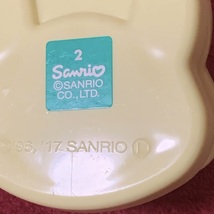 2
Sanrio
©SANRIO
CO., LTD.
'17 SANRIO